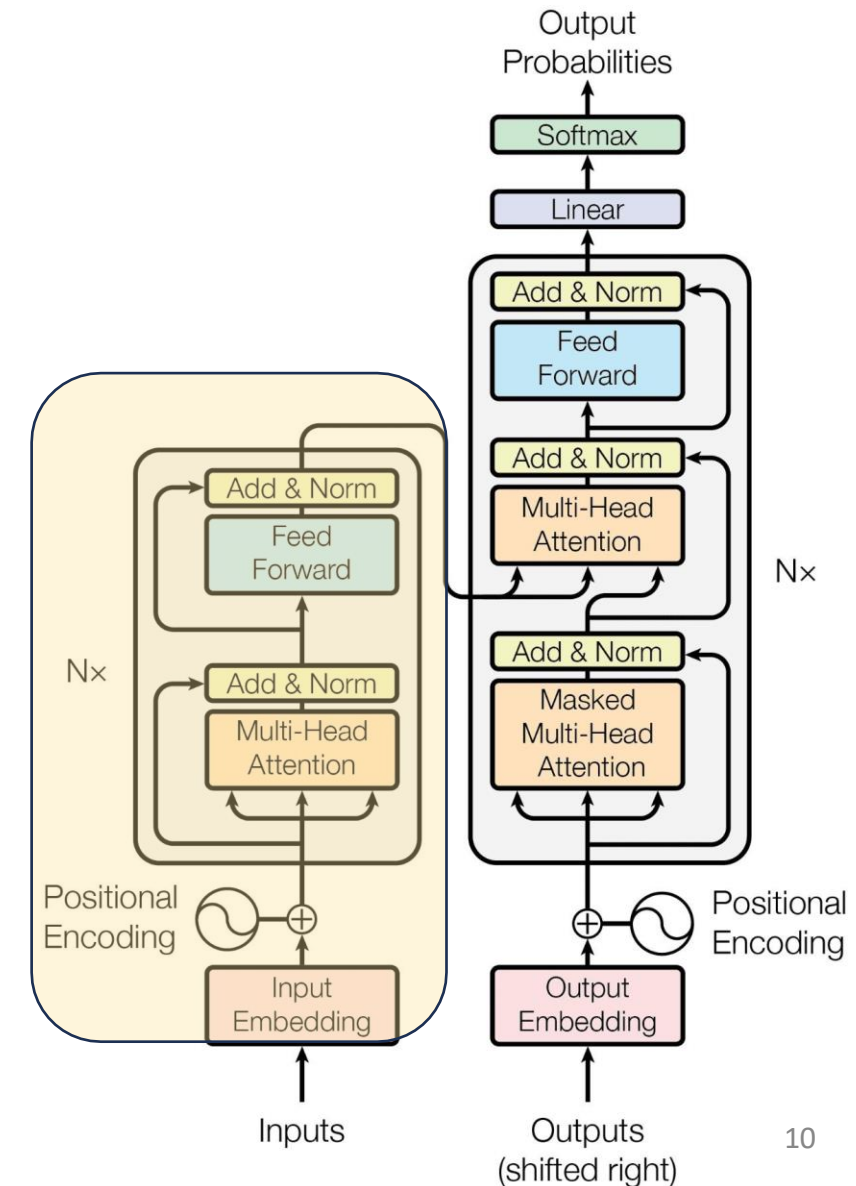 Output
Probabilities
Softmax
Linear
Add & Norm
Feed
Forward
Add & Norm
Multi-Head
Attention
N×
Add & Norm
Masked
Multi-Head
Attention
Positional
Encoding
Output
Embedding
Outputs
(shifted right)
Add & Norm
Feed
Forward
N×
Add & Norm
Multi-Head
Attention
Positional
Encoding
Input
Embedding
Inputs
10